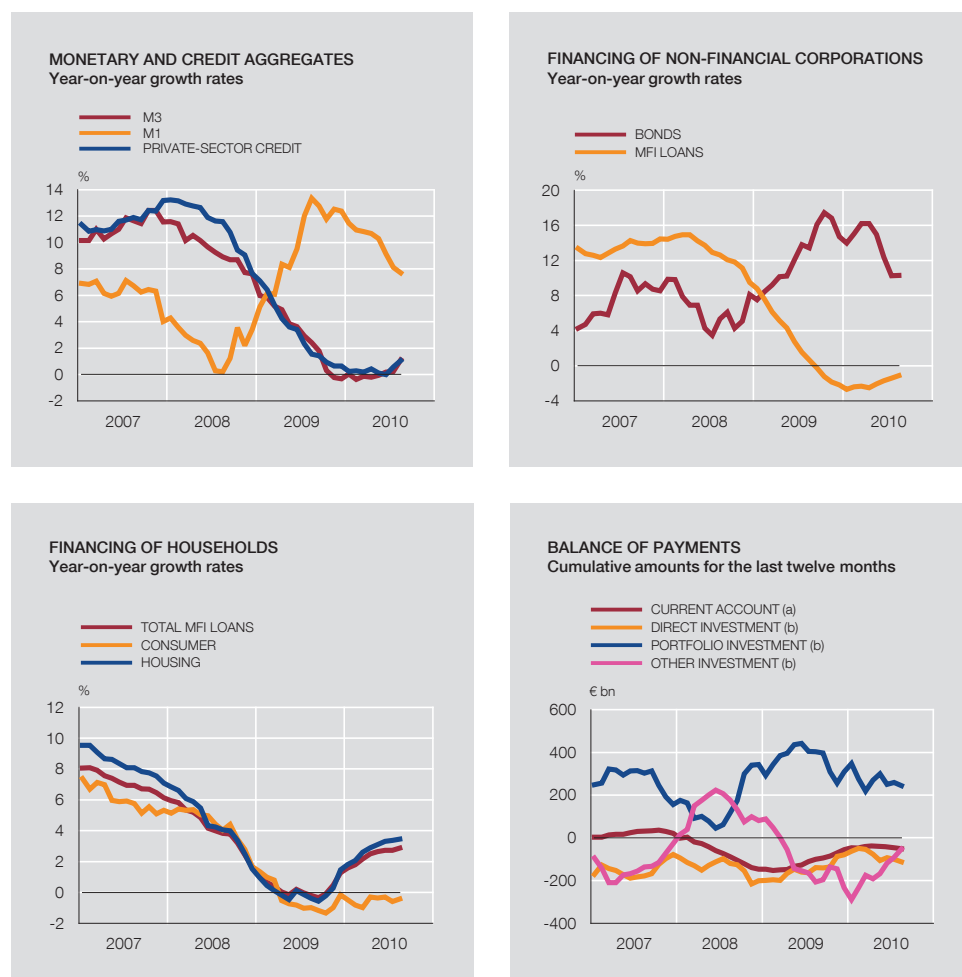 MONETARY AND CREDIT AGGREGATES
Year-on-year growth rates
M3
M1
PRIVATE-SECTOR CREDIT
%
14
12
10
8
6
4
2
0
-2
2007 2008 2009 2010
FINANCING OF NON-FINANCIAL CORPORATIONS
Year-on-year growth rates
BONDS
MFI LOANS
%
20
16
12
8
4
0
-4
2007 2008 2009 2010
FINANCING OF HOUSEHOLDS
Year-on-year growth rates
TOTAL MFI LOANS
CONSUMER
HOUSING
%
12
10
8
6
4
2
0
-2
2007 2008 2009 2010
BALANCE OF PAYMENTS
Cumulative amounts for the last twelve months
CURRENT ACCOUNT (a)
DIRECT INVESTMENT (b)
PORTFOLIO INVESTMENT (b)
OTHER INVESTMENT (b)
€ bn
600
400
200
0
-200
-400
2007 2008 2009 2010